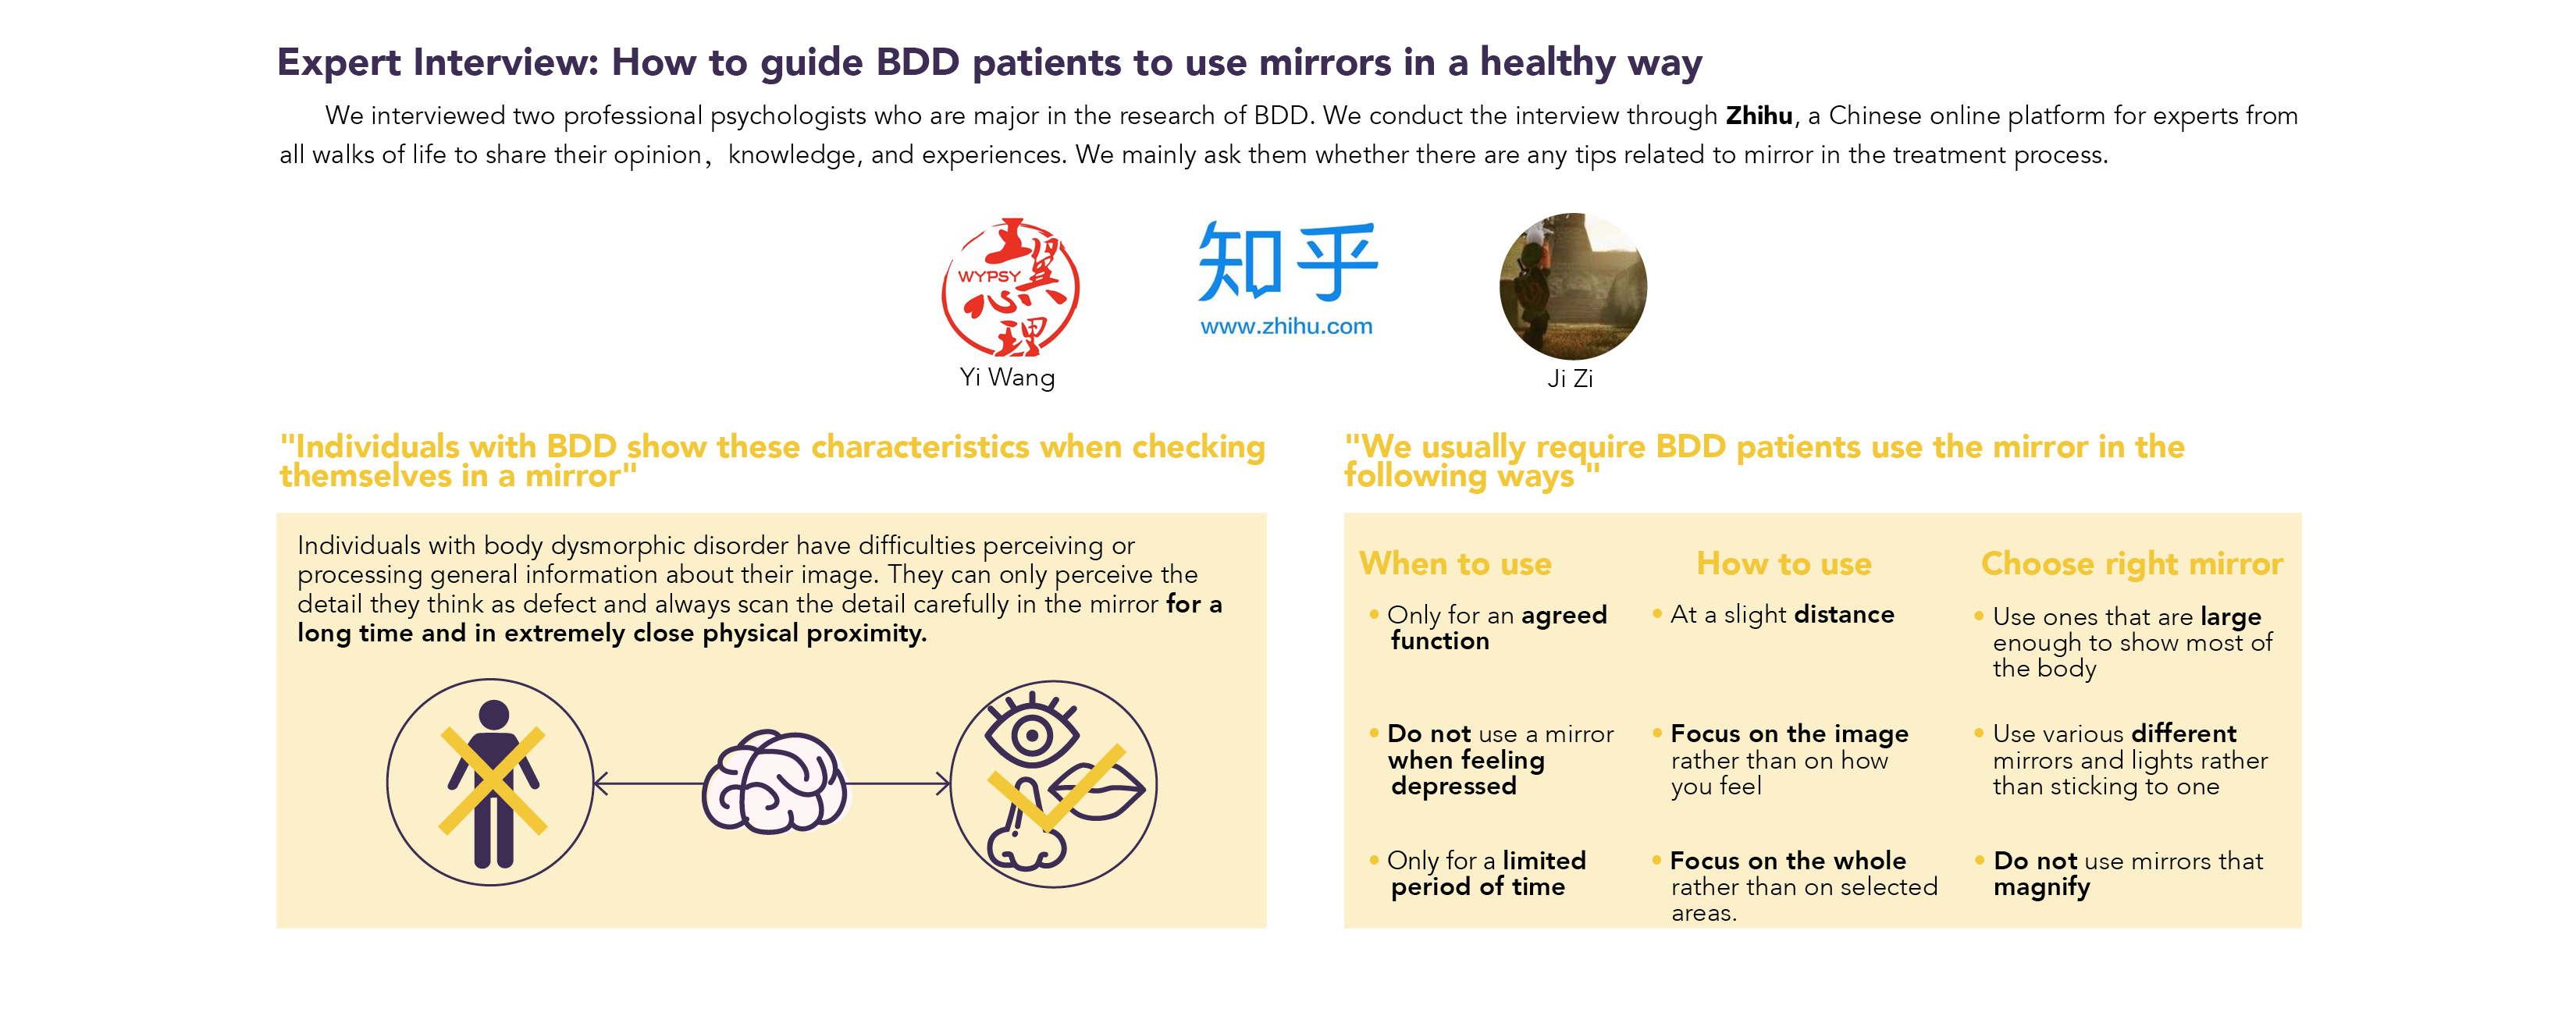 Expert Interview: How to guide BDD patients to use mirrors in a healthy way
We interviewed two professional psychologists who are major in the research of BDD. We conduct the interview through Zhihu, a Chinese online platform for experts from
all walks of life to share their opinion，knowledge, and experiences. We mainly ask them whether there are any tips related to mirror in the treatment process.
王翼
WYPSY
心
理
知乎
www.zhihu.com
Yi Wang
Ji Zi
"Individuals with BDD show these characteristics when checking
themselves in a mirror"
Individuals with body dysmorphic disorder have difficulties perceiving or
processing general information about their image. They can only perceive the
detail they think as defect and always scan the detail carefully in the mirror for a
long time and in extremely close physical proximity.
"We usually require BDD patients use the mirror in the
following ways "
When to use
• Only for an agreed
function
• Do not use a mirror
when feeling
depressed
• Only for a limited
period of time
How to use
• At a slight distance
• Focus on the image
rather than on how
you feel
• Focus on the whole
rather than on selected
areas.
Choose right mirror
• Use ones that are large
enough to show most of
the body
• Use various different
mirrors and lights rather
than sticking to one
• Do not use mirrors that
magnify